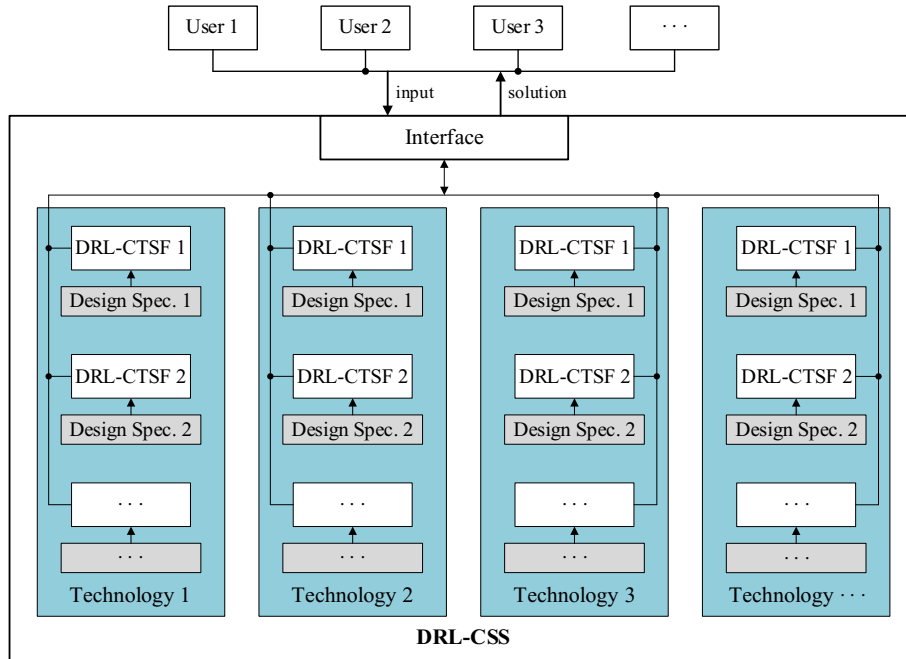 User 1 User 2 User 3 · · ·
input solution
Interface
DRL-CTSF 1 DRL-CTSF 1 DRL-CTSF 1 DRL-CTSF 1
Design Spec. 1 Design Spec. 1 Design Spec. 1 Design Spec. 1
DRL-CTSF 2 DRL-CTSF 2 DRL-CTSF 2 DRL-CTSF 2
Design Spec. 2 Design Spec. 2 Design Spec. 2 Design Spec. 2
· · · · · · · · · · · ·
· · · · · · · · · · · ·
Technology 1 Technology 2 Technology 3 Technology · · ·
DRL-CSS